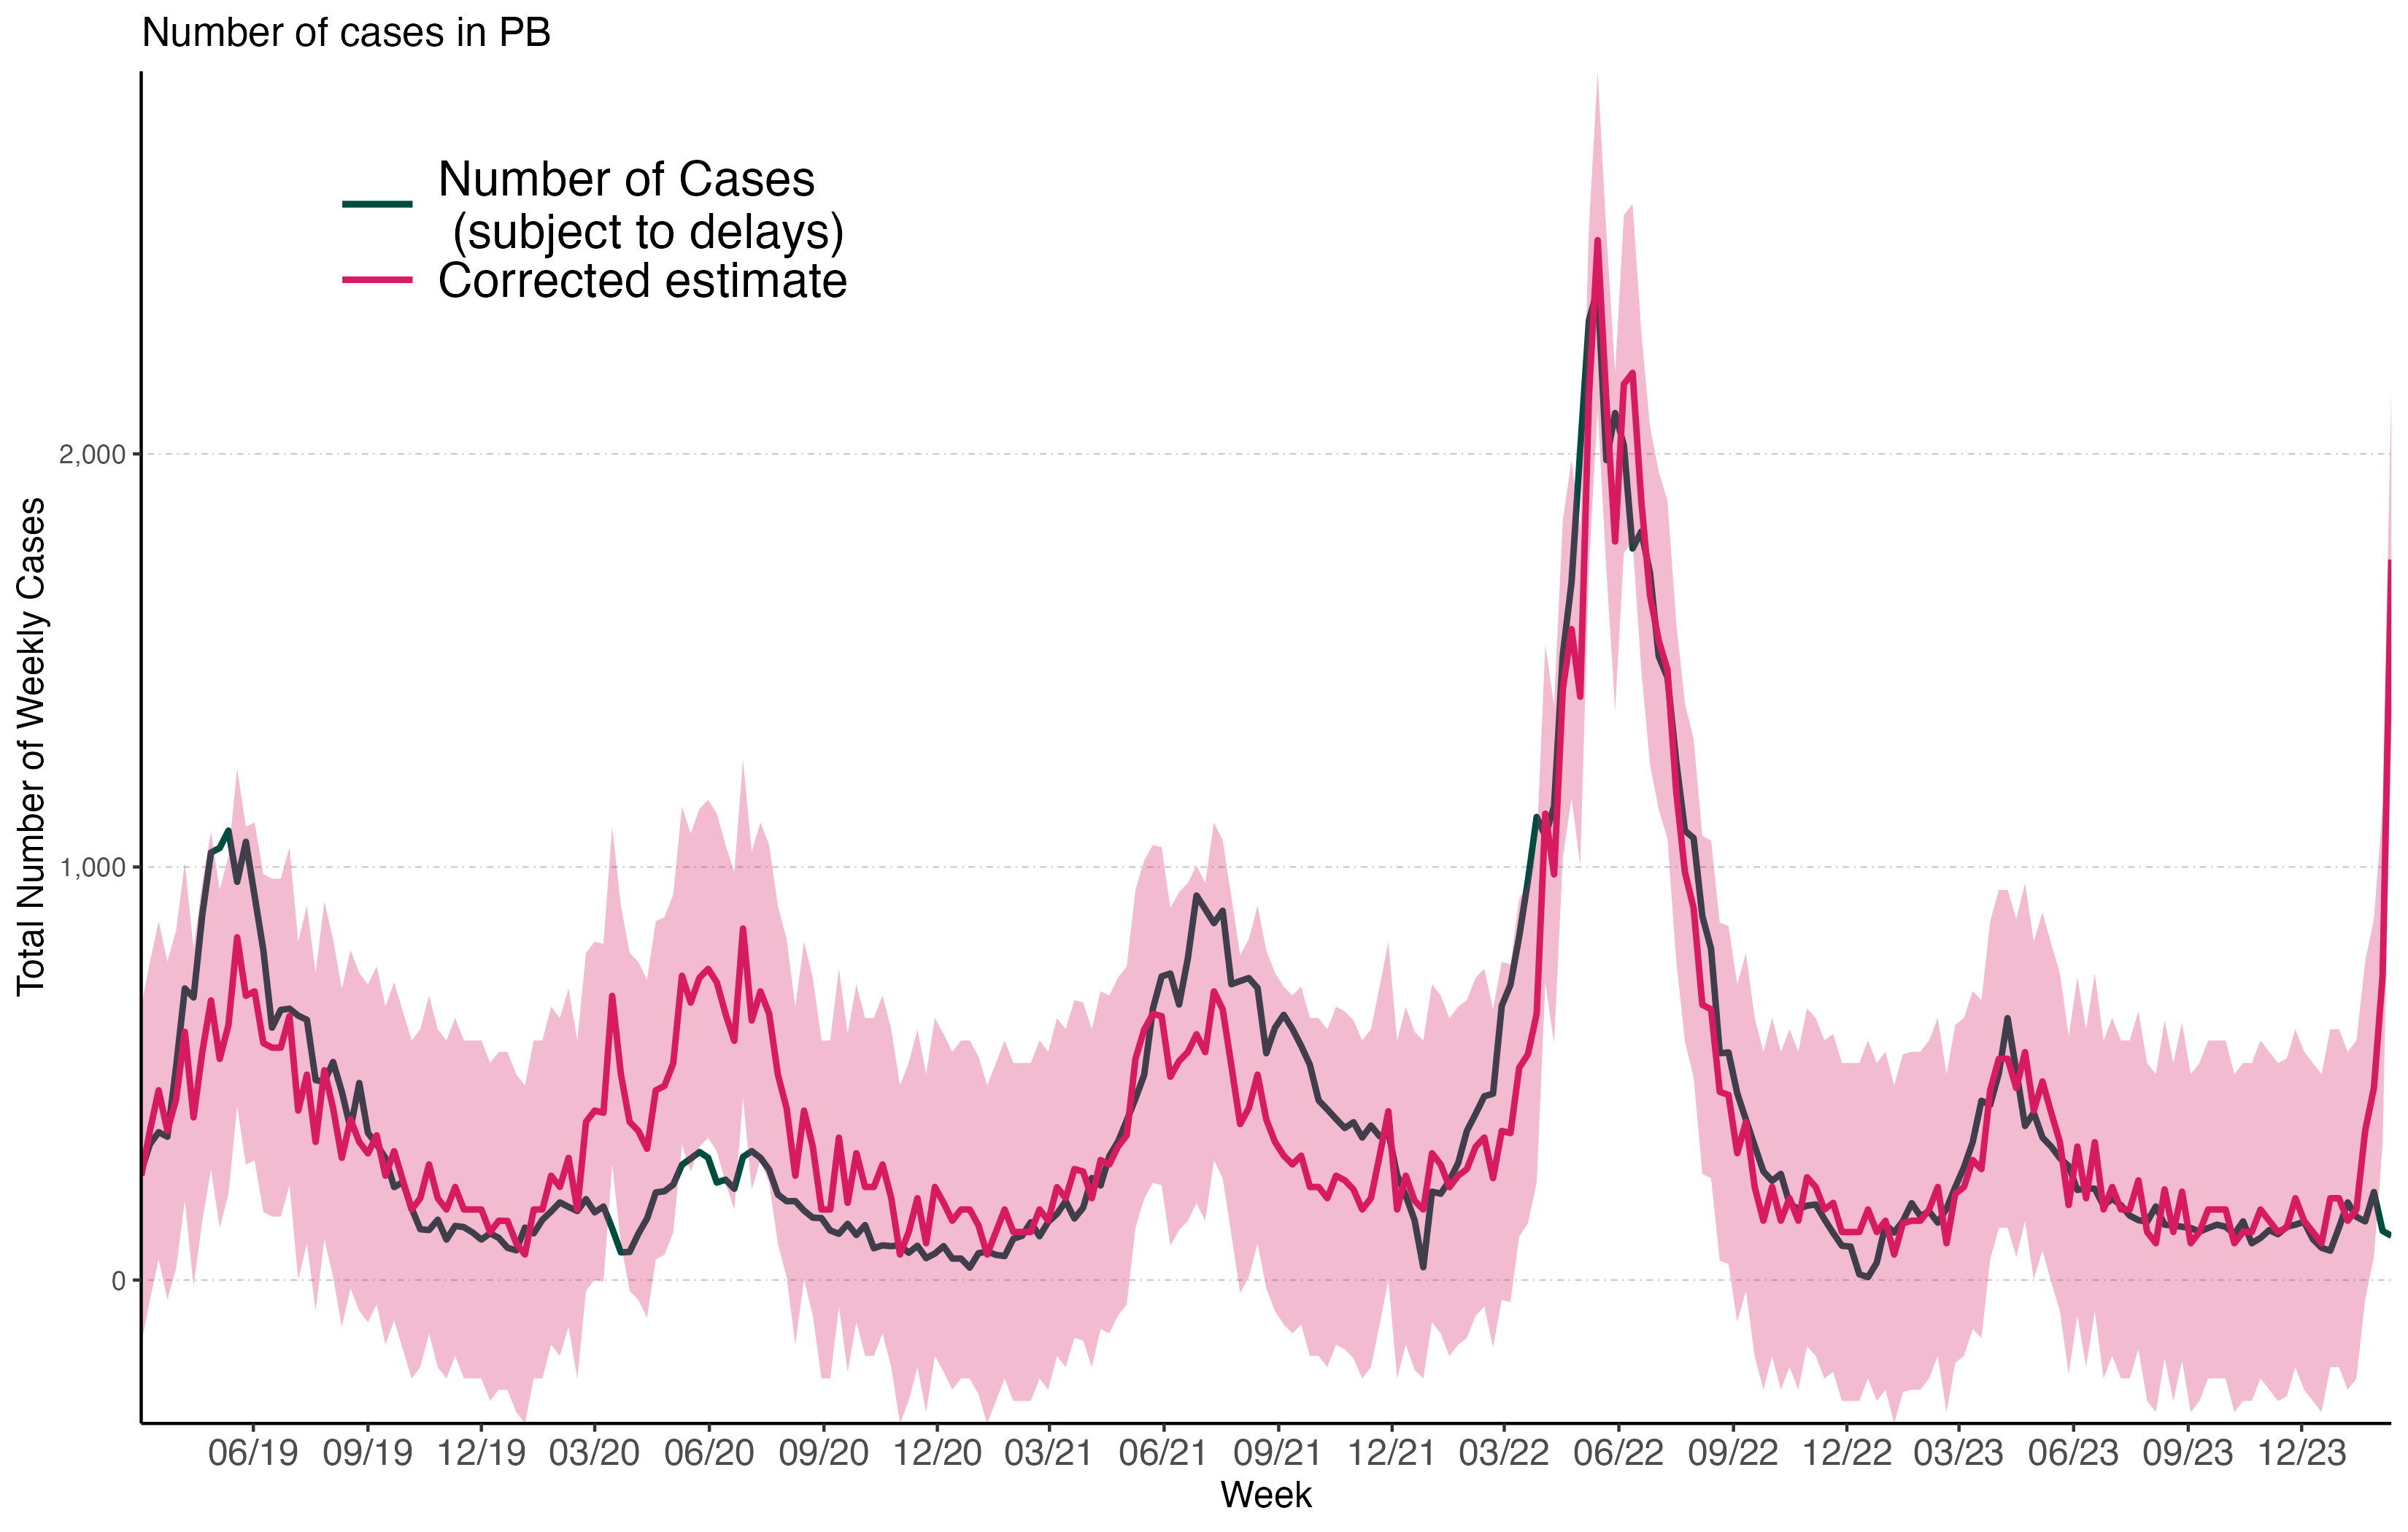 Number of cases in PB
Number of Cases
(subject to delays)
Corrected estimate
Total Number of Weekly Cases
2,000
1,000
0
06/19 09/19 12/19 03/20 06/20 09/20 12/20 03/21 06/21 09/21 12/21 03/22 06/22 09/22 12/22 03/23 06/23 09/23 12/23
Week